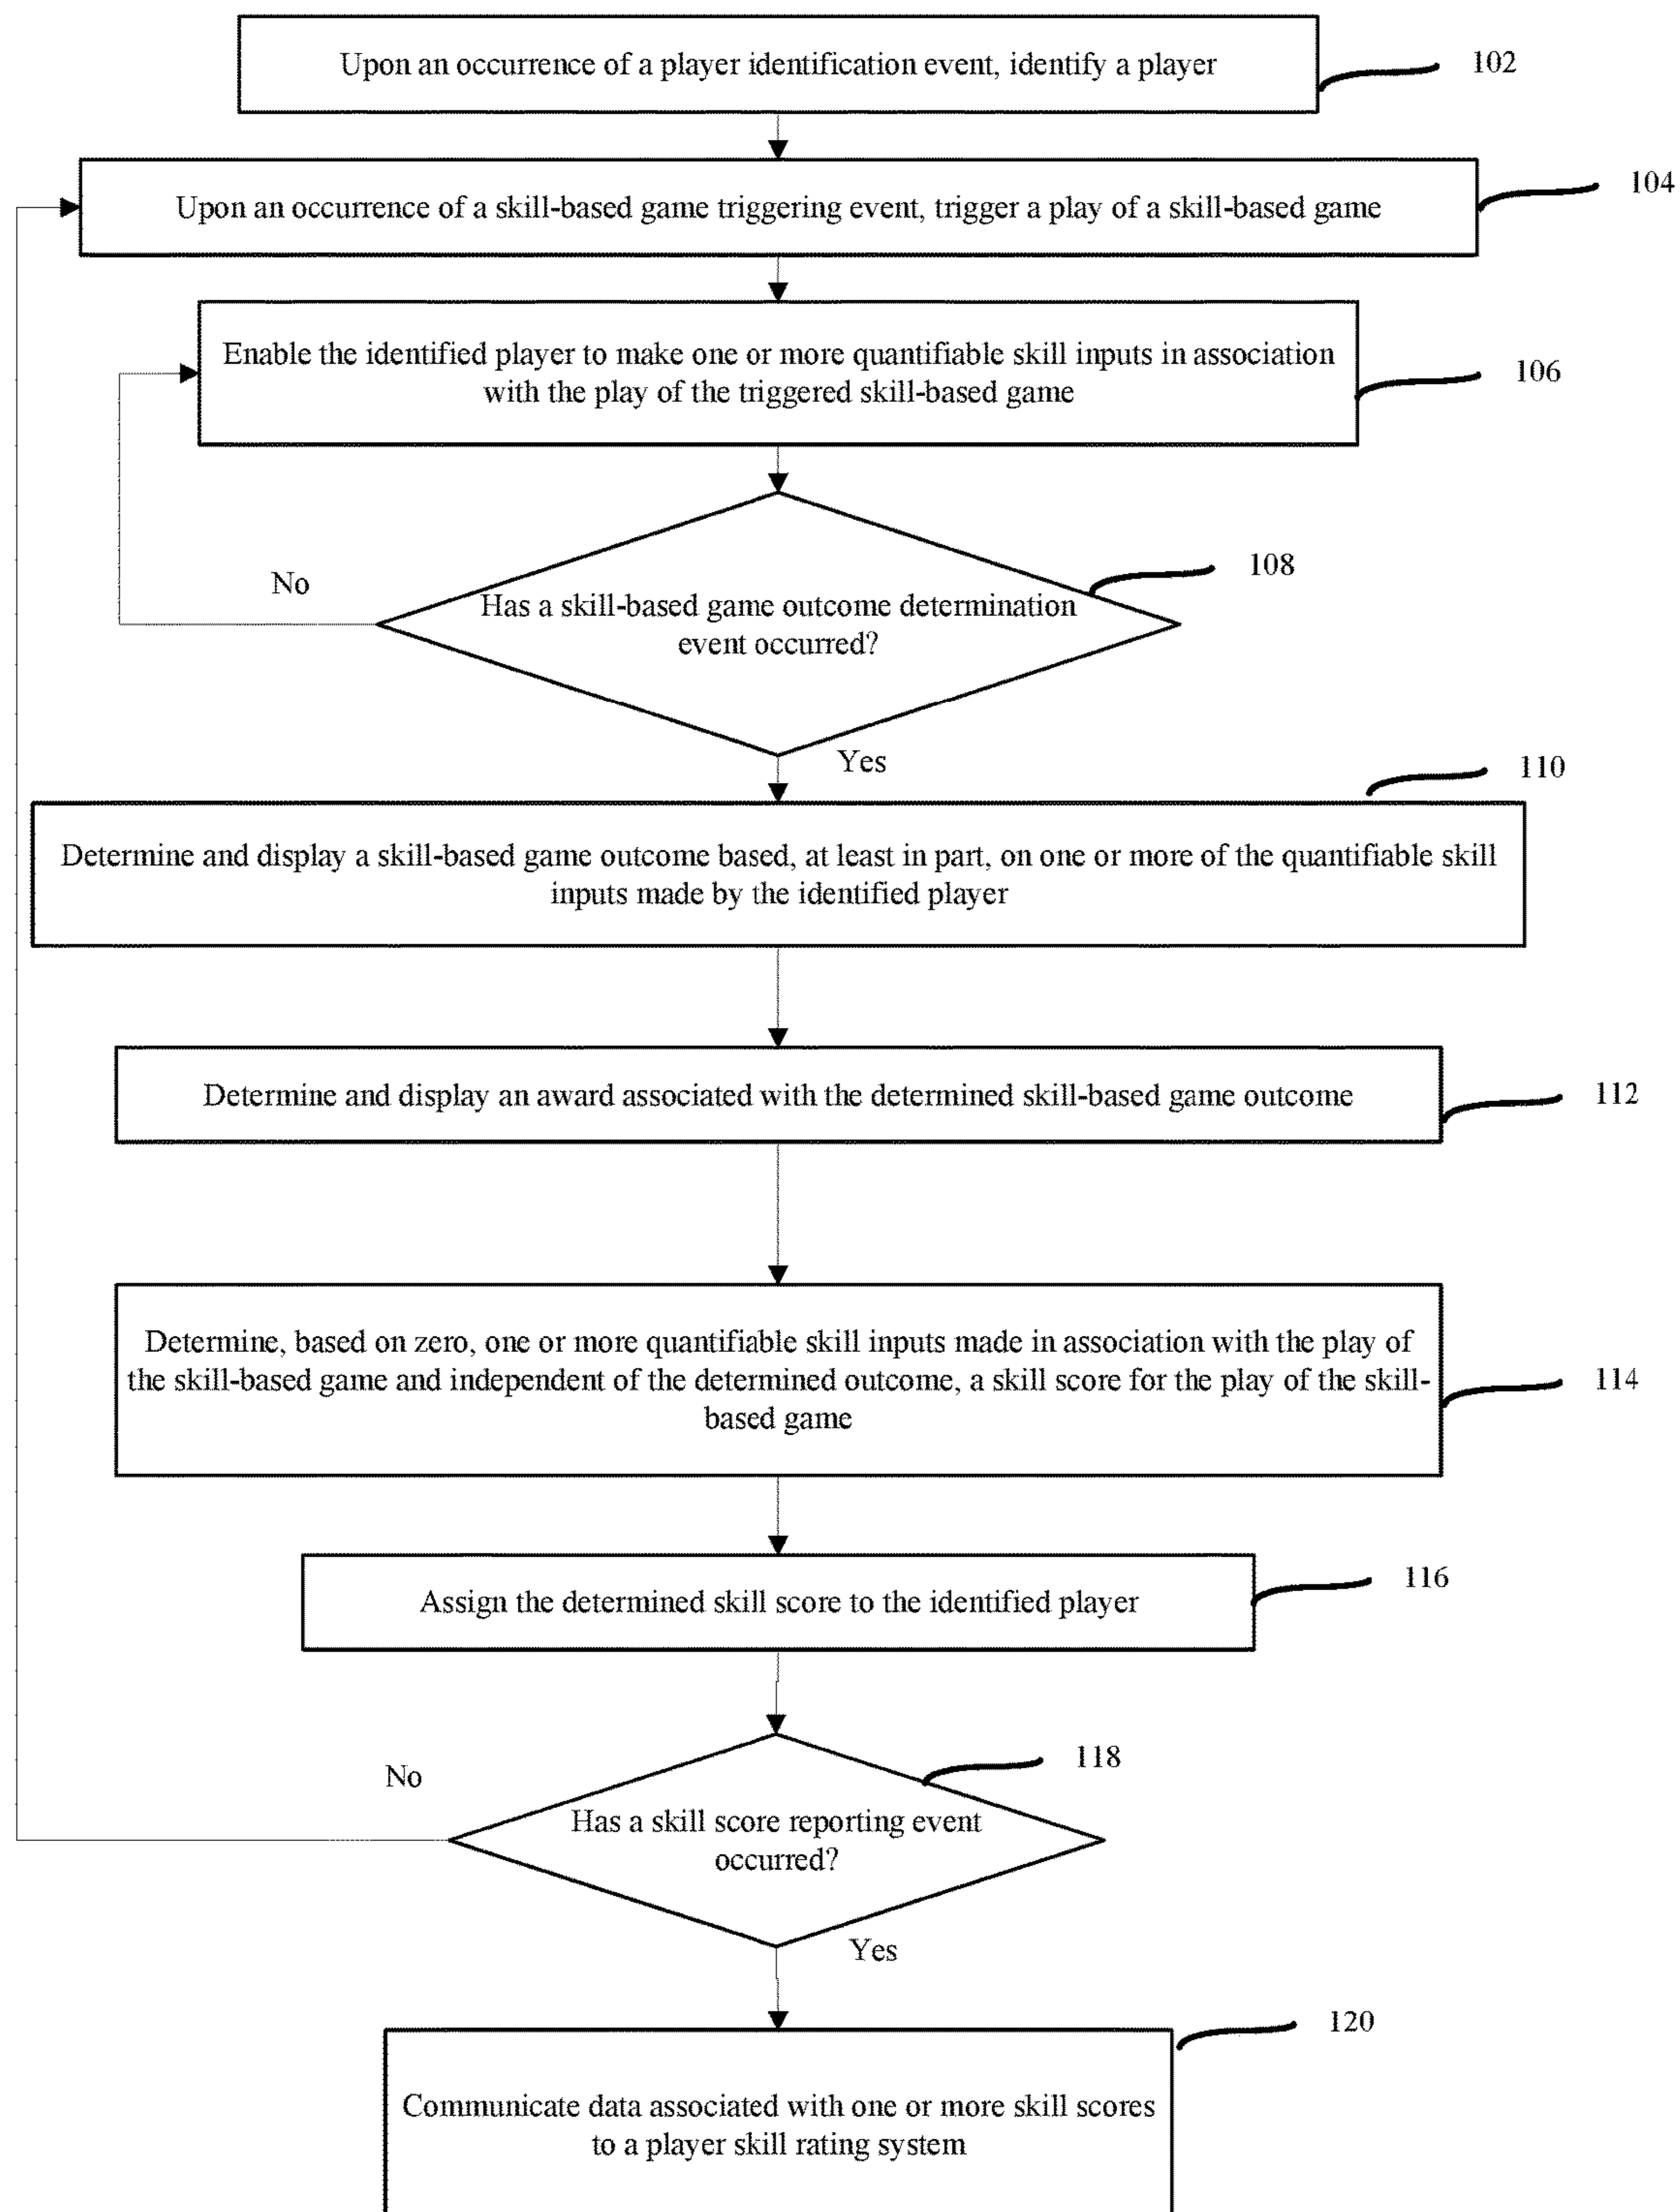 Upon an occurrence of a player identification event, identify a player
102
Upon an occurrence of a skill-based game triggering event, trigger a play of a skill-based game
104
Enable the identified player to make one or more quantifiable skill inputs in association
with the play of the triggered skill-based game
106
No
Has a skill-based game outcome determination
event occurred?
108
Yes
110
Determine and display a skill-based game outcome based, at least in part, on one or more of the quantifiable skill
inputs made by the identified player
Determine and display an award associated with the determined skill-based game outcome
112
Determine, based on zero, one or more quantifiable skill inputs made in association with the play of
the skill-based game and independent of the determined outcome, a skill score for the play of the skill-
based game
114
Assign the determined skill score to the identified player
116
No
Has a skill score reporting event
occurred?
118
Yes
120
Communicate data associated with one or more skill scores
to a player skill rating system